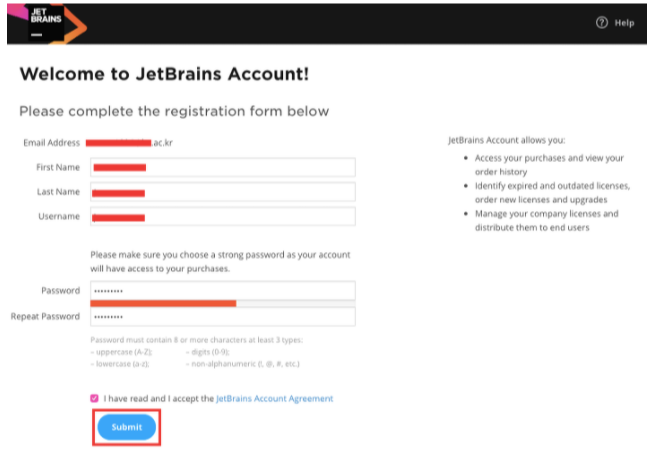 JET
BRAINS
Help
Welcome to JetBrains Account!
Please complete the registration form below
Email Address .ac.kr
First Name
Last Name
Username
Please make sure you choose a strong password as your account
will have access to your purchases.
Password •••••••••
Repeat Password •••••••••
Password must contain 8 or more characters at least 3 types:
– uppercase (A-Z); – digits (0-9);
– lowercase (a-z); – non-alphanumeric (!, @, #, etc.)
I have read and I accept the JetBrains Account Agreement
Submit
JetBrains Account allows you:
• Access your purchases and view your
order history
• Identify expired and outdated licenses,
order new licenses and upgrades
• Manage your company licenses and
distribute them to end users